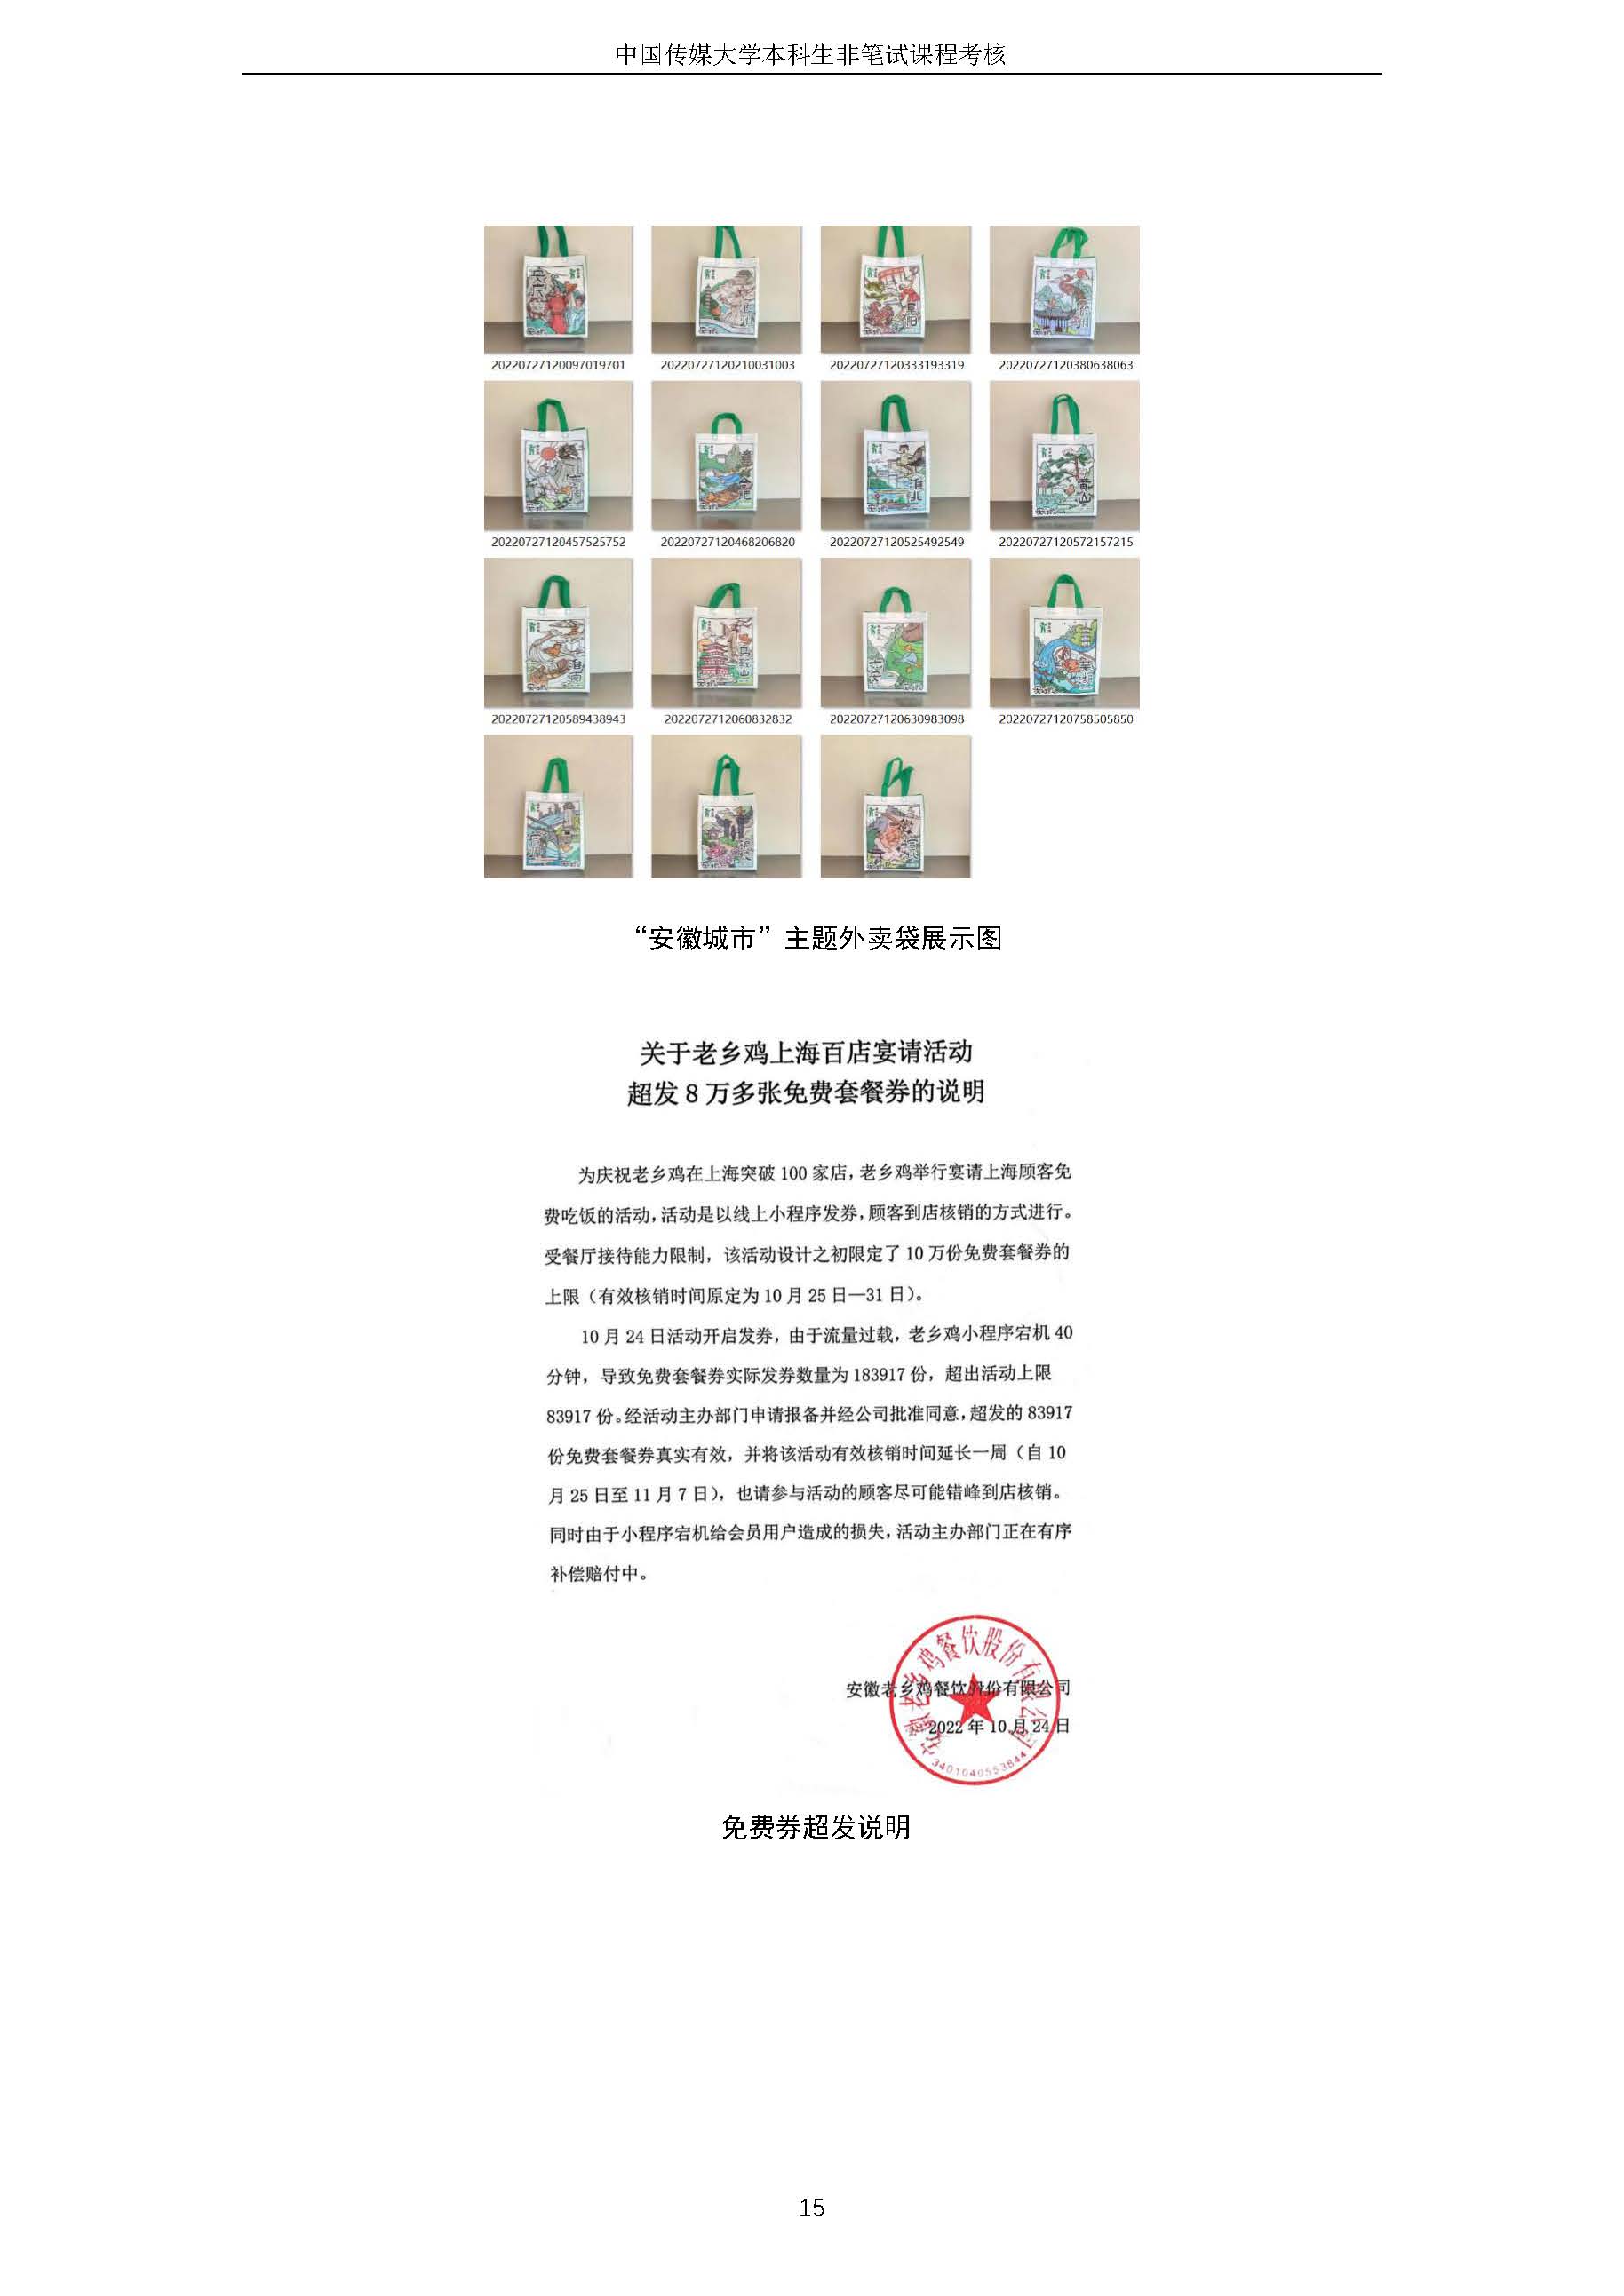 中国传媒大学本科生非笔试课程考核
20220727120097019701
20220727120210031003
20220727120333193319
20220727120380638063
20220727120457525752
20220727120468206820
20220727120525492549
20220727120572157215
合肥
淮北
黄山
20220727120589438943
2022072712060832832
20220727120630983098
20220727120758505850
淮南
马鞍山
六安
“安徽城市”主题外卖袋展示图
关于老乡鸡上海百店宴请活动
超发 8 万多张免费套餐券的说明
为庆祝老乡鸡在上海突破 100 家店，老乡鸡举行宴请上海顾客免
费吃饭的活动，活动是以线上小程序发券，顾客到店核销的方式进行。
受餐厅接待能力限制，该活动设计之初限定了 10 万份免费套餐券的
上限（有效核销时间原定为 10 月 25 日—31 日）。
10 月 24 日活动开启发券，由于流量过载，老乡鸡小程序宕机 40
分钟，导致免费套餐券实际发券数量为 183917 份，超出活动上限
83917 份。经活动主办部门申请报备并经公司批准同意，超发的 83917
份免费套餐券真实有效，并将该活动有效核销时间延长一周（自 10
月 25 日至 11 月 7 日），也请参与活动的顾客尽可能错峰到店核销。
同时由于小程序宕机给会员用户造成的损失，活动主办部门正在有序
补偿赔付中。
安徽老乡鸡餐饮股份有限公司
2022 年 10 月 24 日
安徽老乡鸡餐饮股份有限公司
3401040553844
免费券超发说明
15